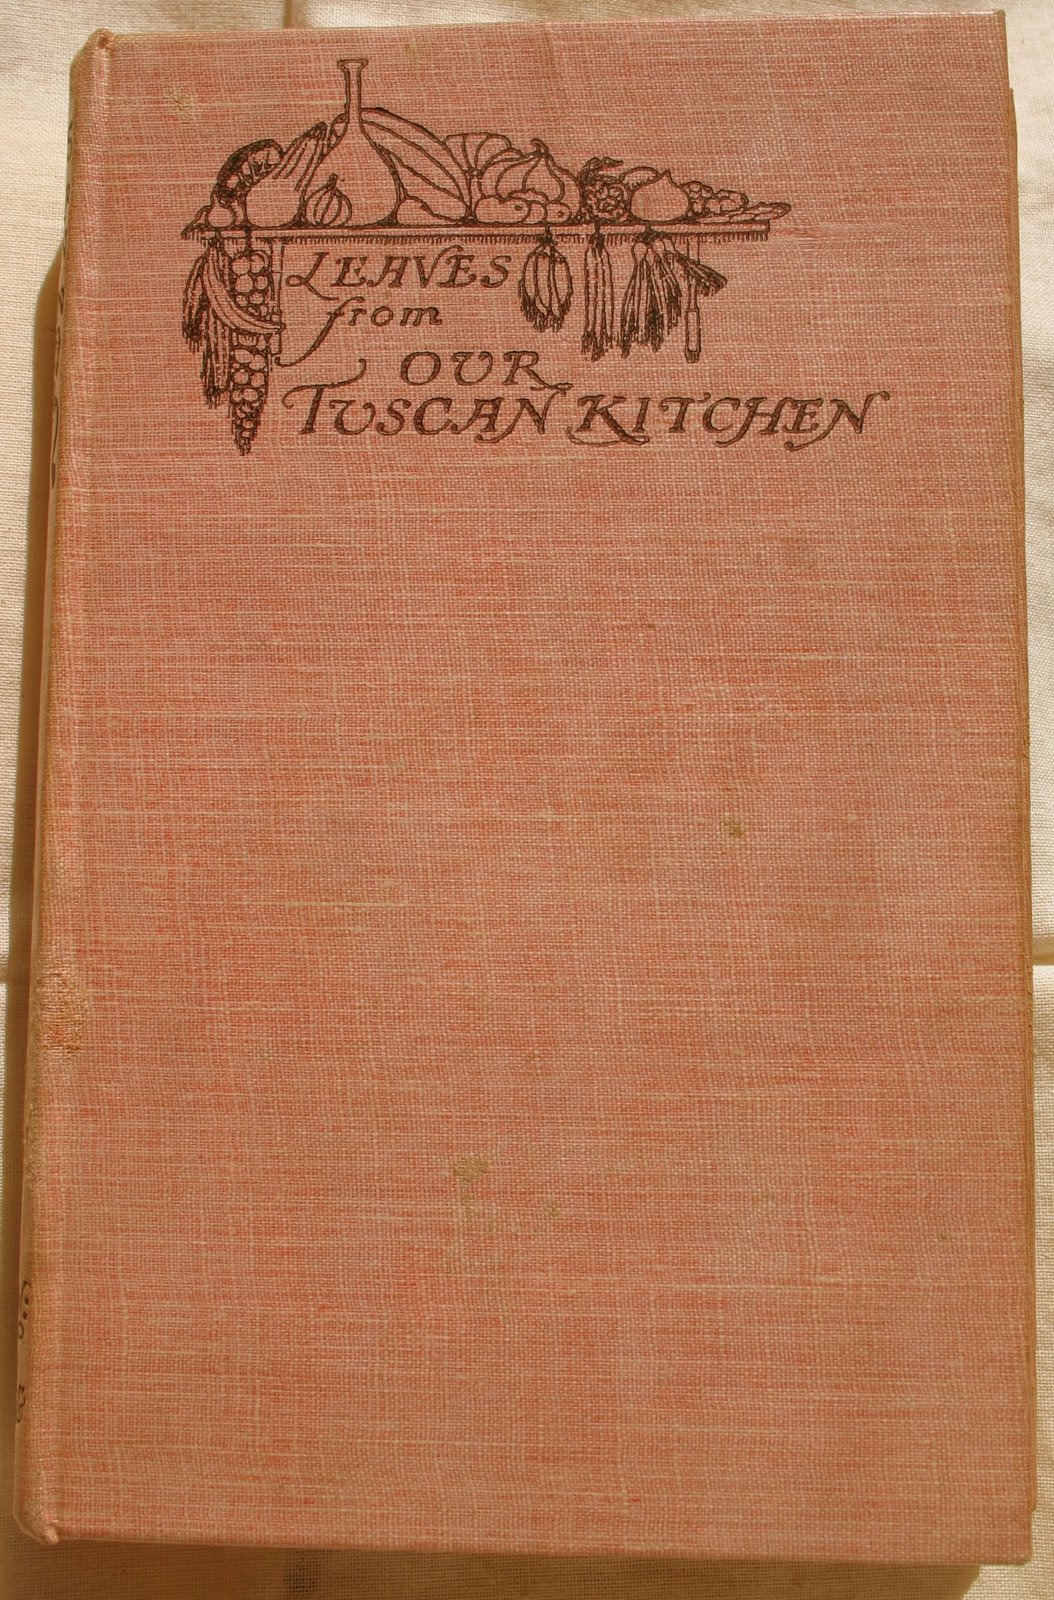 LEAVES
from
OUR
TUSCAN KITCHEN